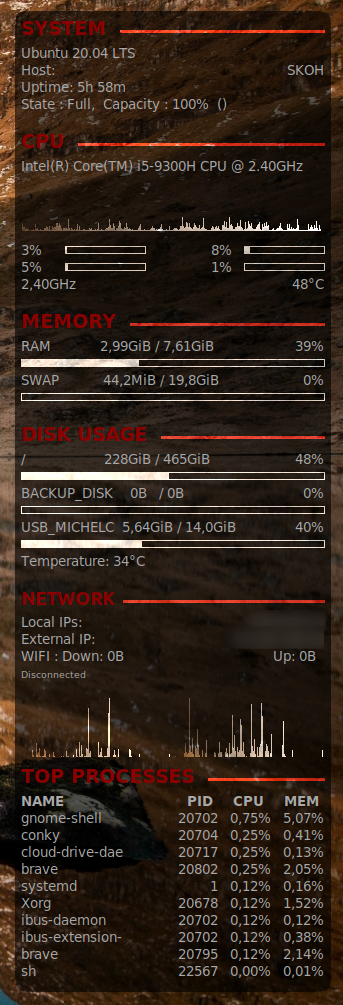 SYSTEM
Ubuntu 20.04 LTS
Host: SKOH
Uptime: 5h 58m
State : Full, Capacity : 100% ()
CPU
Intel(R) Core(TM) i5-9300H CPU @ 2.40GHz
3% 8%
5% 1%
2,40GHz 48°C
MEMORY
RAM 2,99GiB / 7,61GiB 39%
SWAP 44,2MiB / 19,8GiB 0%
DISK USAGE
/ 228GiB / 465GiB 48%
BACKUP_DISK 0B / 0B 0%
USB_MICHELC 5,64GiB / 14,0GiB 40%
Temperature: 34°C
NETWORK
Local IPs:
External IP:
WIFI : Down: 0B Up: 0B
Disconnected
TOP PROCESSES
NAME PID CPU MEM
gnome-shell 20702 0,75% 5,07%
conky 20704 0,25% 0,41%
cloud-drive-dae 20717 0,25% 0,13%
brave 20802 0,25% 2,05%
systemd 1 0,12% 0,16%
Xorg 20678 0,12% 1,52%
ibus-daemon 20702 0,12% 0,12%
ibus-extension- 20702 0,12% 0,38%
brave 20795 0,12% 2,14%
sh 22567 0,00% 0,01%